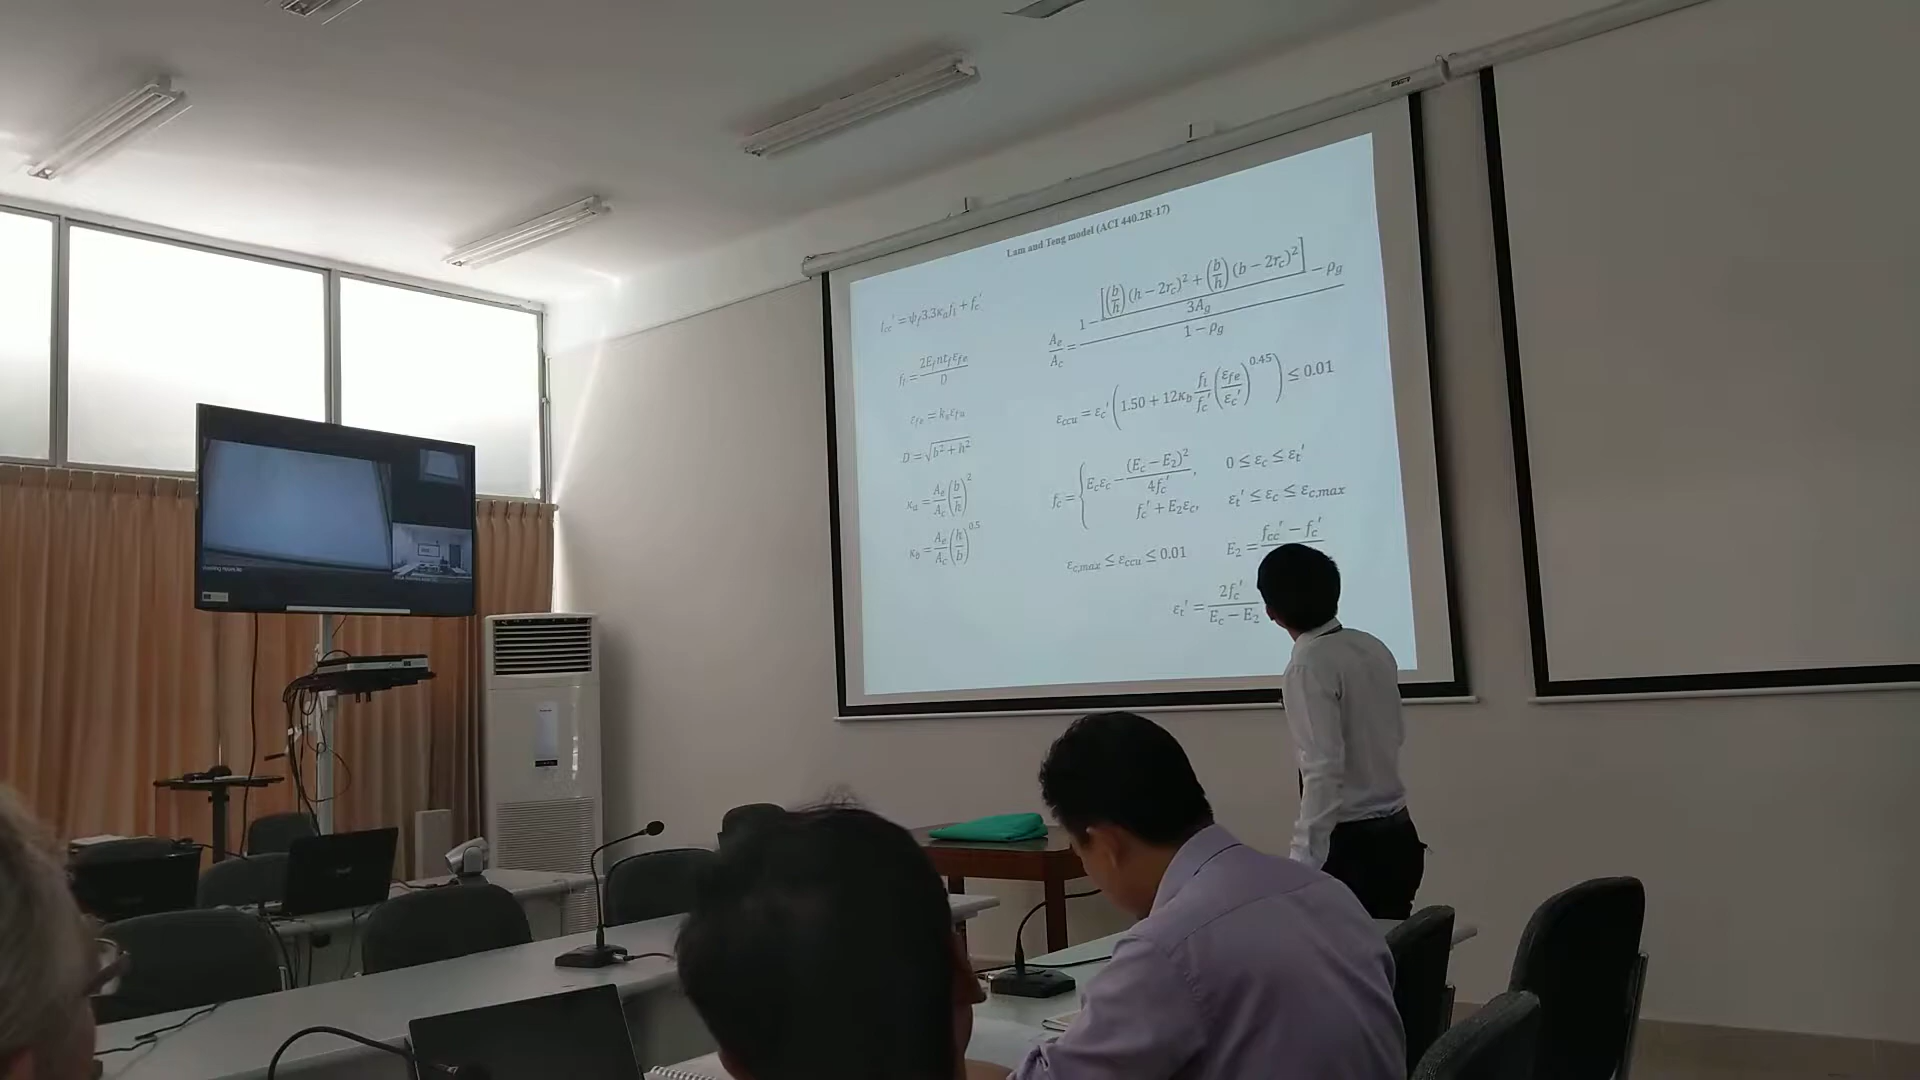 Lam and Teng model (ACI 440.2R-17)
f_cc' = ψ_f 3.3κ_a f_l + f_c'
f_l = 2E_f nt_f ε_fe / D
ε_fe = k_ε ε_fu
D = √(b² + h²)
κ_a = A_e/A_c (b/h)²
κ_b = A_e/A_c (h/b)^0.5
A_e/A_c = (1 − [(b/h)(h − 2r_c)² + (b/h)(b − 2r_c)²] / 3A_g − ρ_g) / (1 − ρ_g)
ε_ccu = ε_c' (1.50 + 12κ_b f_l/f_c' (ε_fe/ε_c')^0.45) ≤ 0.01
f_c = { E_c ε_c − (E_c − E_2)² / 4f_c', 0 ≤ ε_c ≤ ε_t'
f_c' + E_2 ε_c, ε_t' ≤ ε_c ≤ ε_c,max
ε_c,max ≤ ε_ccu ≤ 0.01
E_2 = f_cc' − f_c'
ε_t' = 2f_c' / (E_c − E_2)